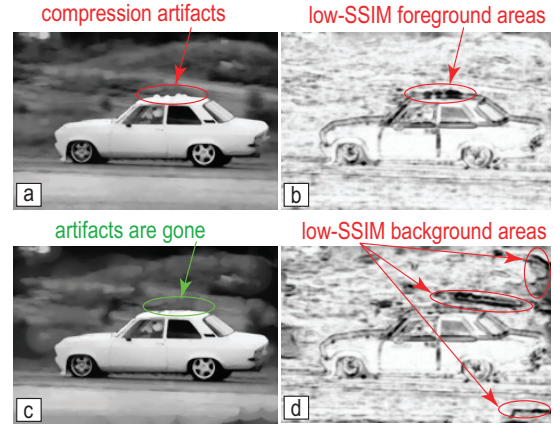 compression artifacts
low-SSIM foreground areas
a
b
artifacts are gone
low-SSIM background areas
c
d